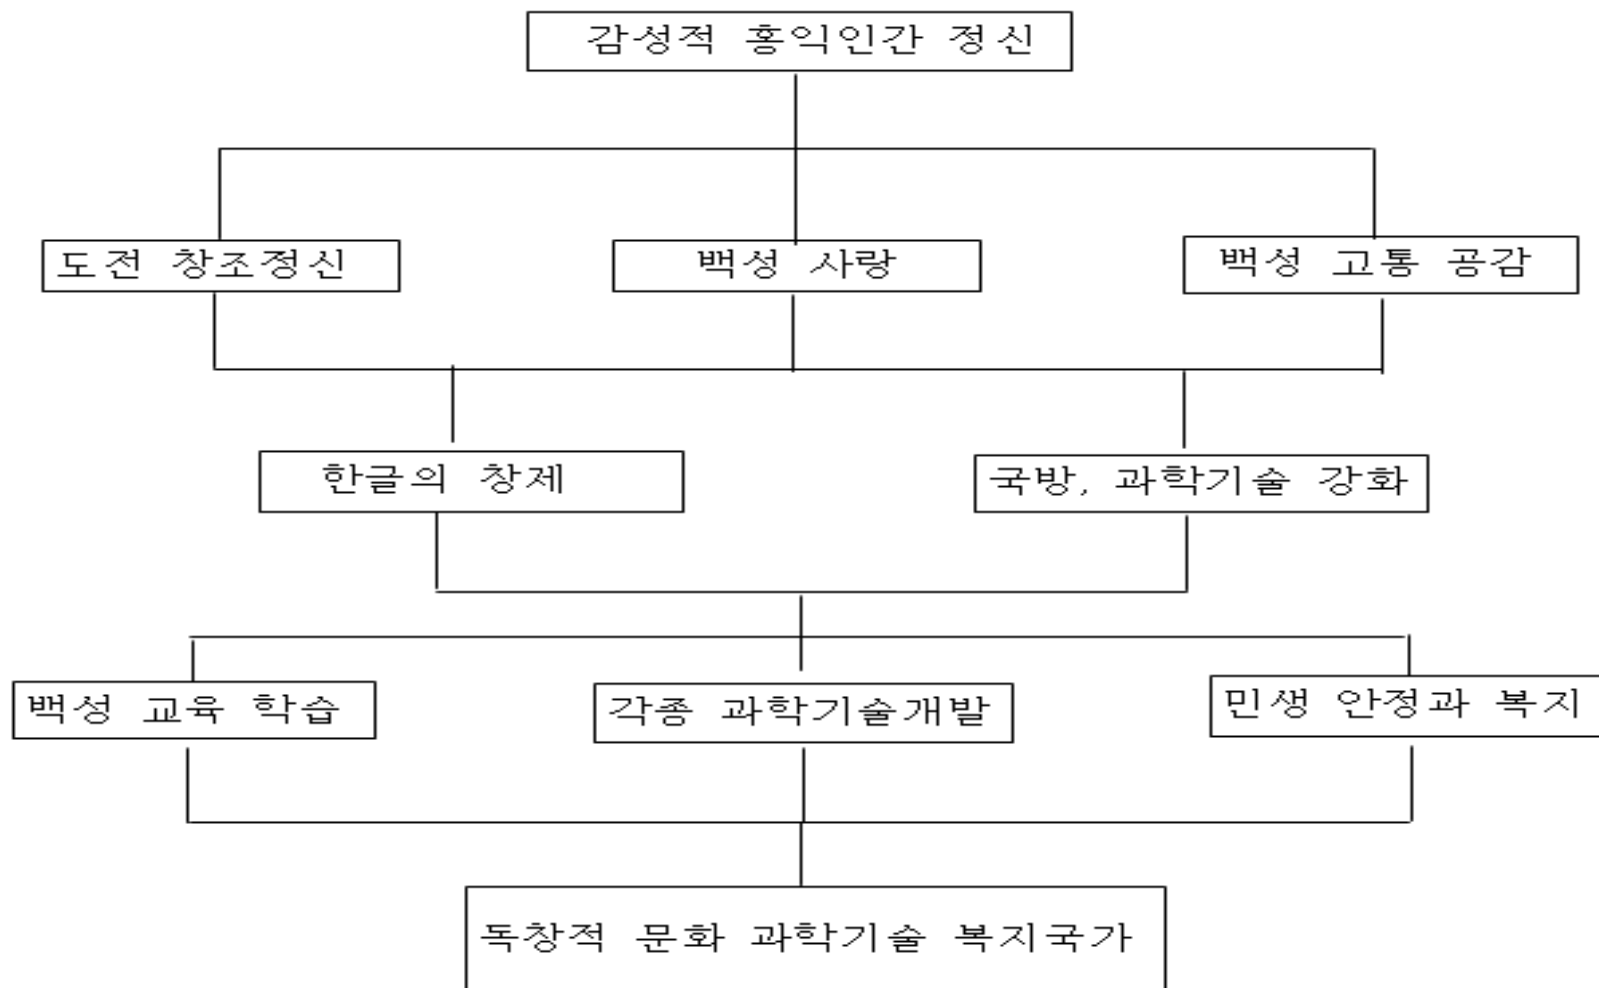 감성적 홍익인간 정신
도전 창조정신
백성 사랑
백성 고통 공감
한글의 창제
국방, 과학기술 강화
백성 교육 학습
각종 과학기술개발
민생 안정과 복지
독창적 문화 과학기술 복지국가